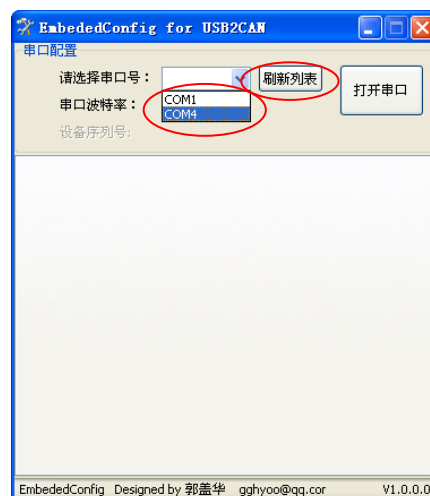 EmbededConfig for USB2CAN
串口配置
请选择串口号：
刷新列表
打开串口
串口波特率：
COM1
COM4
设备序列号:
EmbededConfig Designed by 郭盖华 gghyoo@qq.cor V1.0.0.0